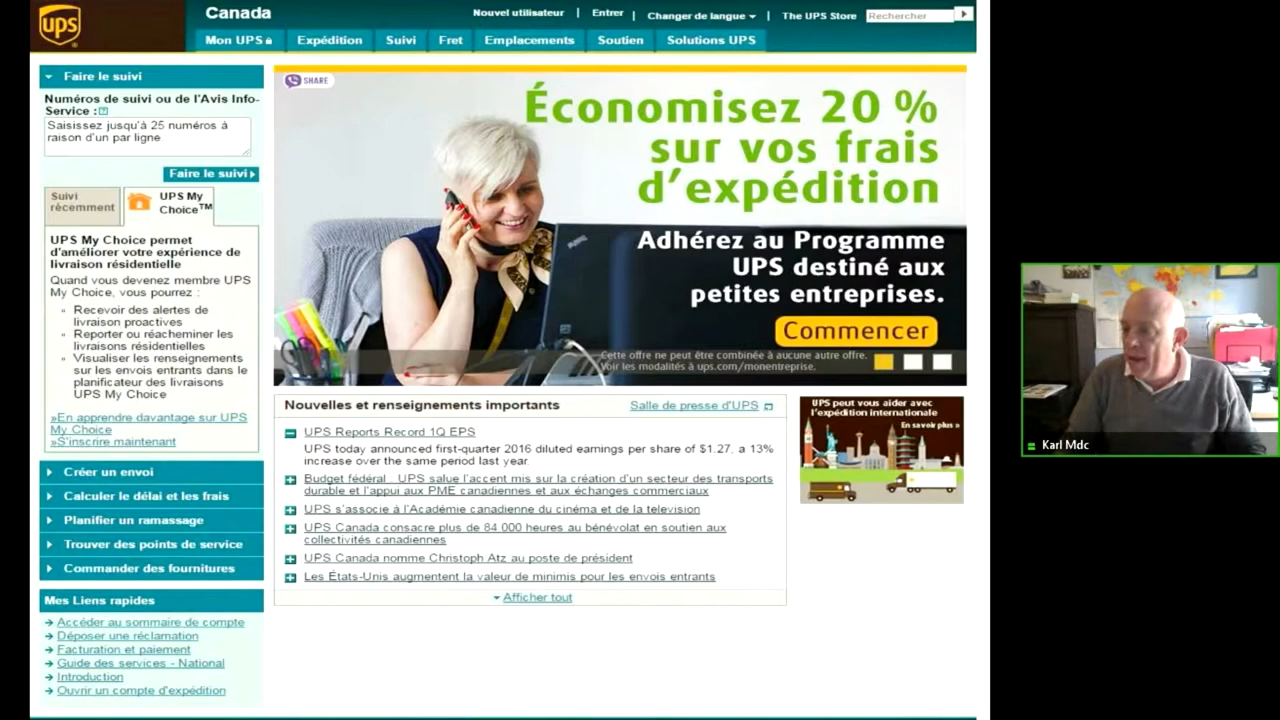 ups
Canada
Nouvel utilisateur | Entrer | Changer de langue | The UPS Store Rechercher
Mon UPS Expédition Suivi Fret Emplacements Soutien Solutions UPS
Faire le suivi
Numéros de suivi ou de l'Avis Info-
Service :
Saisissez jusqu'à 25 numéros à
raison d'un par ligne
Faire le suivi
Suivi
récemment
UPS My
Choice™
UPS My Choice permet
d'améliorer votre expérience de
livraison résidentielle
Quand vous devenez membre UPS
My Choice, vous pourrez :
Recevoir des alertes de
livraison proactives
Reporter ou réacheminer les
livraisons résidentielles
Visualiser les renseignements
sur les envois entrants dans le
planificateur des livraisons
UPS My Choice
»En apprendre davantage sur UPS
My Choice
»S'inscrire maintenant
Créer un envoi
Calculer le délai et les frais
Planifier un ramassage
Trouver des points de service
Commander des fournitures
Mes Liens rapides
Accéder au sommaire de compte
Déposer une réclamation
Facturation et paiement
Guide des services - National
Introduction
Ouvrir un compte d'expédition
SHARE
Économisez 20 %
sur vos frais
d'expédition
Adhérez au Programme
UPS destiné aux
petites entreprises.
Commencer
Cette offre ne peut être combinée à aucune autre offre.
Voir les modalités à ups.com/monentreprise.
Nouvelles et renseignements importants
Salle de presse d'UPS
UPS Reports Record 1Q EPS
UPS today announced first-quarter 2016 diluted earnings per share of $1.27, a 13%
increase over the same period last year.
Budget fédéral : UPS salue l'accent mis sur la création d'un secteur des transports
durable et l'appui aux PME canadiennes et aux échanges commerciaux
UPS s'associe à l'Académie canadienne du cinéma et de la television
UPS Canada consacre plus de 84 000 heures au bénévolat en soutien aux
collectivités canadiennes
UPS Canada nomme Christoph Atz au poste de président
Les États-Unis augmentent la valeur de minimis pour les envois entrants
Afficher tout
UPS peut vous aider avec
l'expédition internationale
En savoir plus »
Karl Mdc